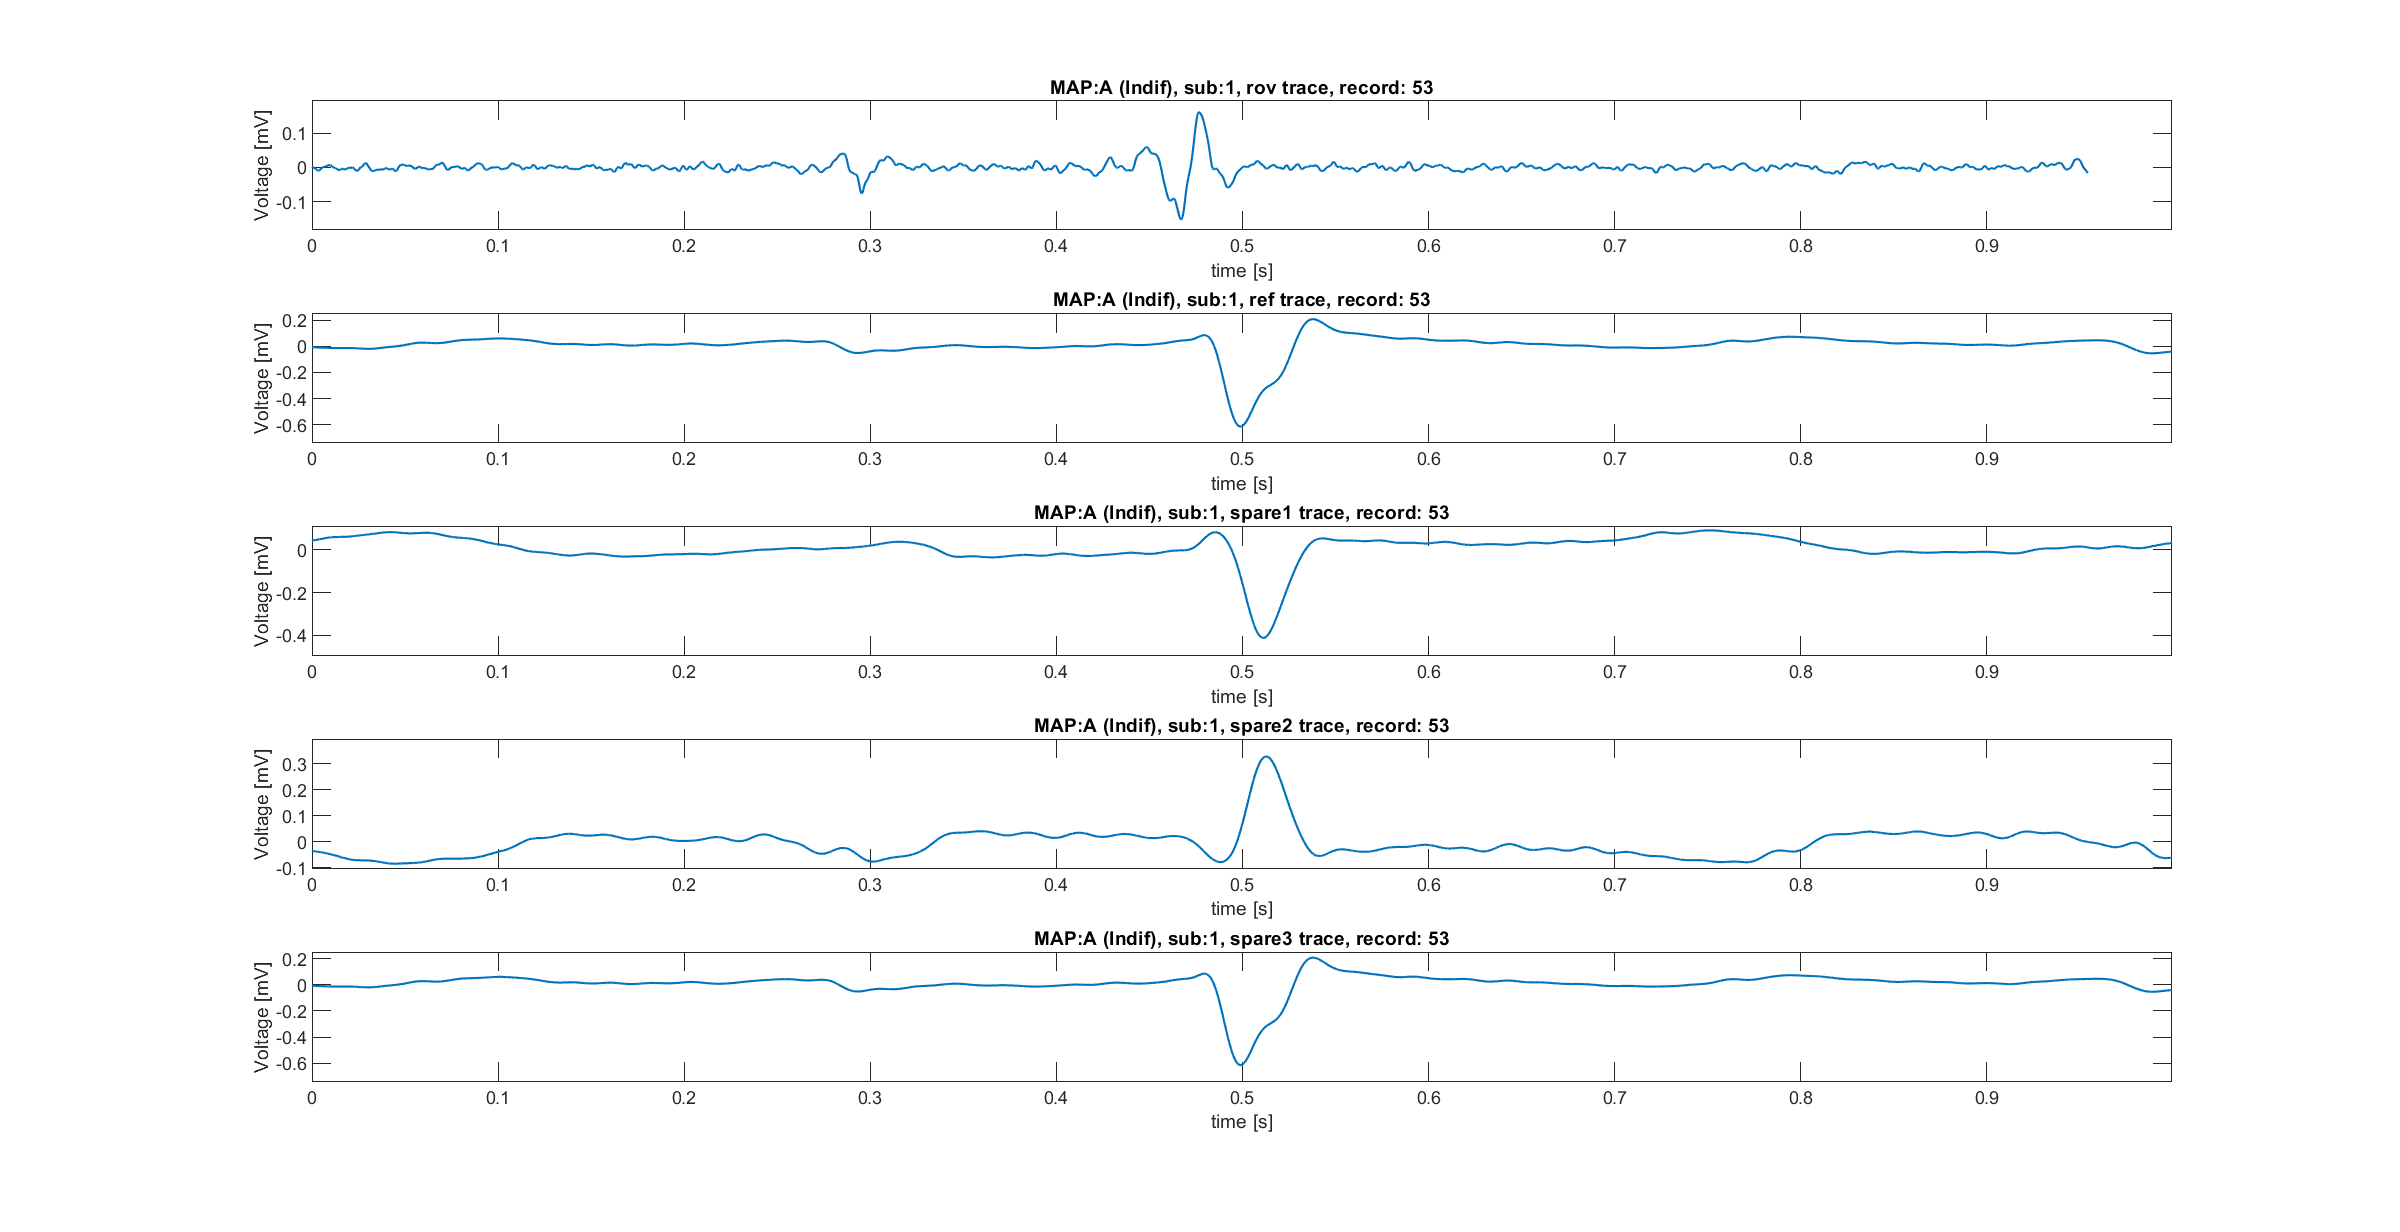 MAP:A (Indif), sub:1, rov trace, record: 53
Voltage [mV]
0.1
0
-0.1
0 0.1 0.2 0.3 0.4 0.5 0.6 0.7 0.8 0.9
time [s]
MAP:A (Indif), sub:1, ref trace, record: 53
Voltage [mV]
0.2
0
-0.2
-0.4
-0.6
0 0.1 0.2 0.3 0.4 0.5 0.6 0.7 0.8 0.9
time [s]
MAP:A (Indif), sub:1, spare1 trace, record: 53
Voltage [mV]
0
-0.2
-0.4
0 0.1 0.2 0.3 0.4 0.5 0.6 0.7 0.8 0.9
time [s]
MAP:A (Indif), sub:1, spare2 trace, record: 53
Voltage [mV]
0.3
0.2
0.1
0
-0.1
0 0.1 0.2 0.3 0.4 0.5 0.6 0.7 0.8 0.9
time [s]
MAP:A (Indif), sub:1, spare3 trace, record: 53
Voltage [mV]
0.2
0
-0.2
-0.4
-0.6
0 0.1 0.2 0.3 0.4 0.5 0.6 0.7 0.8 0.9
time [s]